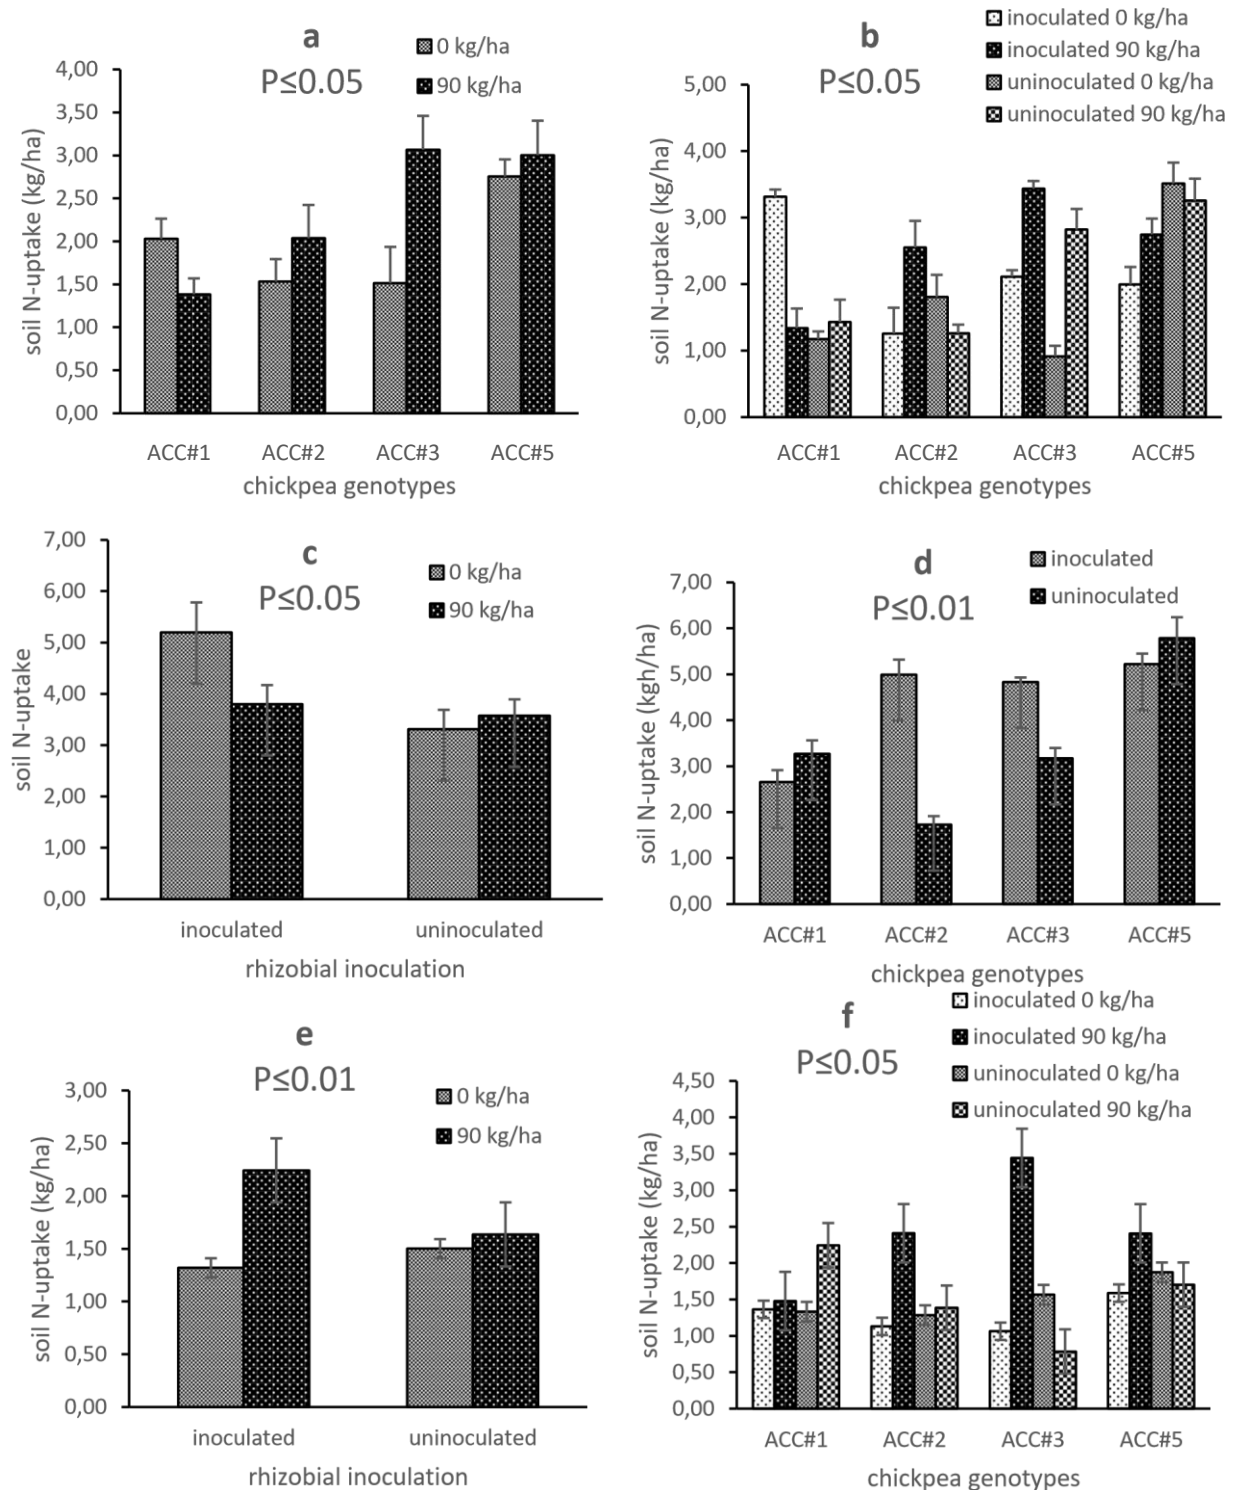 a
P≤0.05
0 kg/ha
90 kg/ha
soil N-uptake (kg/ha)
4,00
3,50
3,00
2,50
2,00
1,50
1,00
0,50
0,00
ACC#1 ACC#2 ACC#3 ACC#5
chickpea genotypes
b
P≤0.05
inoculated 0 kg/ha
inoculated 90 kg/ha
uninoculated 0 kg/ha
uninoculated 90 kg/ha
soil N-uptake (kg/ha)
5,00
4,00
3,00
2,00
1,00
0,00
ACC#1 ACC#2 ACC#3 ACC#5
chickpea genotypes
c
P≤0.05
0 kg/ha
90 kg/ha
soil N-uptake
7,00
6,00
5,00
4,00
3,00
2,00
1,00
0,00
inoculated uninoculated
rhizobial inoculation
d
P≤0.01
inoculated
uninoculated
soil N-uptake (kgh/ha)
7,00
6,00
5,00
4,00
3,00
2,00
1,00
0,00
ACC#1 ACC#2 ACC#3 ACC#5
chickpea genotypes
e
P≤0.01
0 kg/ha
90 kg/ha
soil N-uptake (kg/ha)
3,00
2,50
2,00
1,50
1,00
0,50
0,00
inoculated uninoculated
rhizobial inoculation
f
P≤0.05
inoculated 0 kg/ha
inoculated 90 kg/ha
uninoculated 0 kg/ha
uninoculated 90 kg/ha
soil N-uptake (kg/ha)
4,50
4,00
3,50
3,00
2,50
2,00
1,50
1,00
0,50
0,00
ACC#1 ACC#2 ACC#3 ACC#5
chickpea genotypes